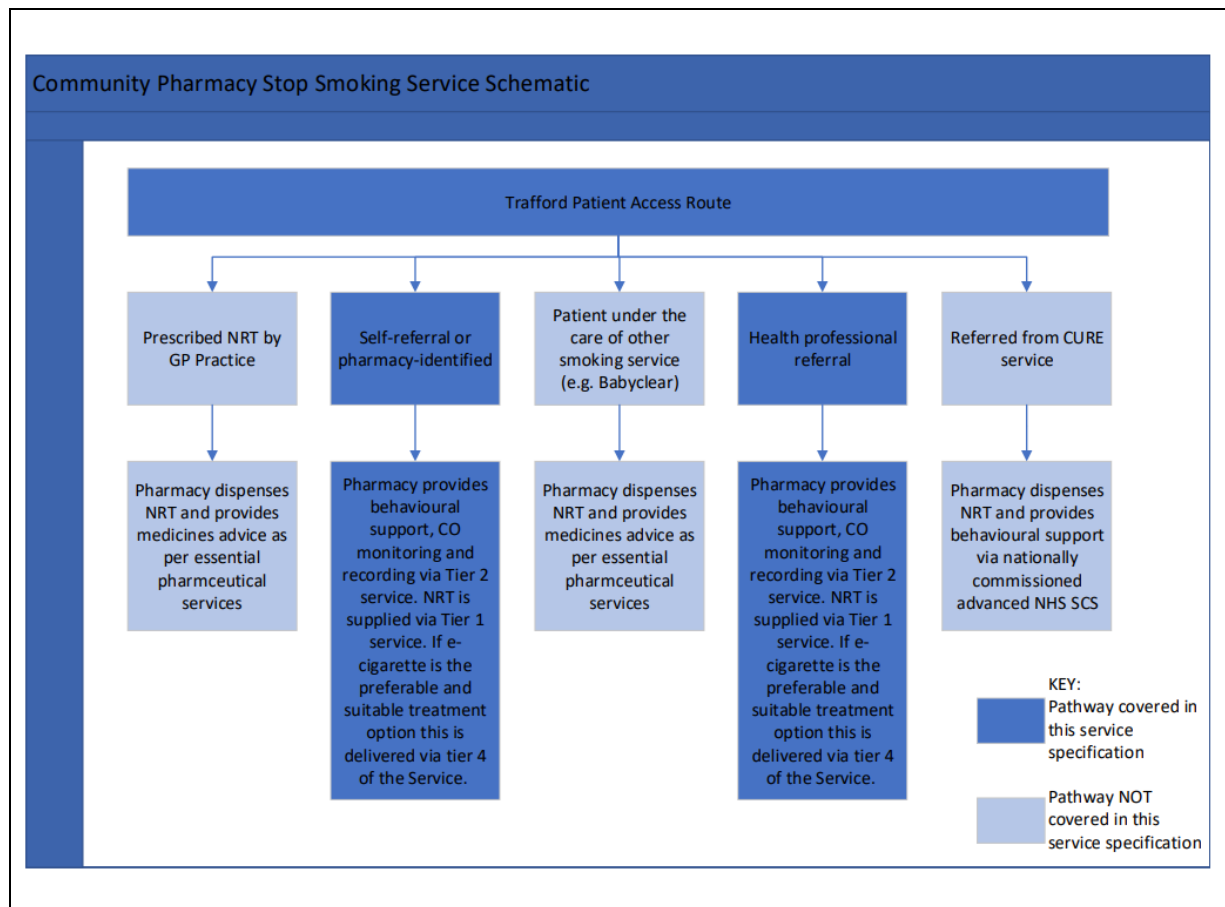 Community Pharmacy Stop Smoking Service Schematic
Trafford Patient Access Route
Prescribed NRT by
GP Practice
Self-referral or
pharmacy-identified
Patient under the
care of other
smoking service
(e.g. Babyclear)
Health professional
referral
Referred from CURE
service
Pharmacy dispenses
NRT and provides
medicines advice as
per essential
pharmceutical
services
Pharmacy provides
behavioural
support, CO
monitoring and
recording via Tier 2
service. NRT is
supplied via Tier 1
service. If e-
cigarette is the
preferable and
suitable treatment
option this is
delivered via tier 4
of the Service.
Pharmacy dispenses
NRT and provides
medicines advice as
per essential
pharmceutical
services
Pharmacy provides
behavioural
support, CO
monitoring and
recording via Tier 2
service. NRT is
supplied via Tier 1
service. If e-
cigarette is the
preferable and
suitable treatment
option this is
delivered via tier 4
of the Service.
Pharmacy dispenses
NRT and provides
behavioural support
via nationally
commissioned
advanced NHS SCS
KEY:
Pathway covered in
this service
specification
Pathway NOT
covered in this
service specification